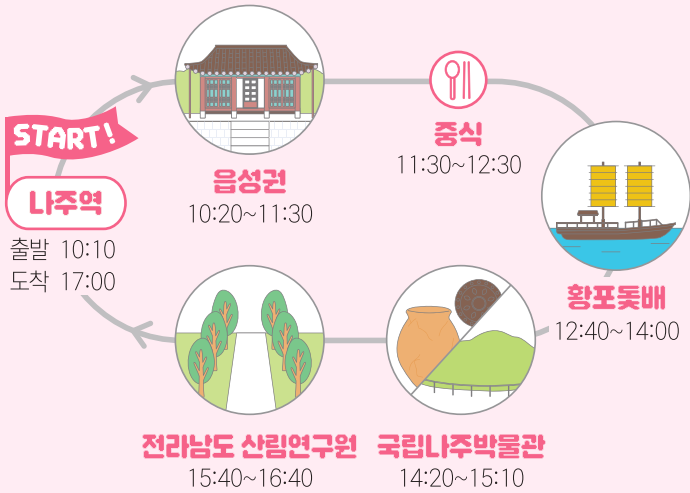 START!
나주역
출발 10:10
도착 17:00
읍성권
10:20~11:30
중식
11:30~12:30
황포돛배
12:40~14:00
국립나주박물관
14:20~15:10
전라남도 산림연구원
15:40~16:40